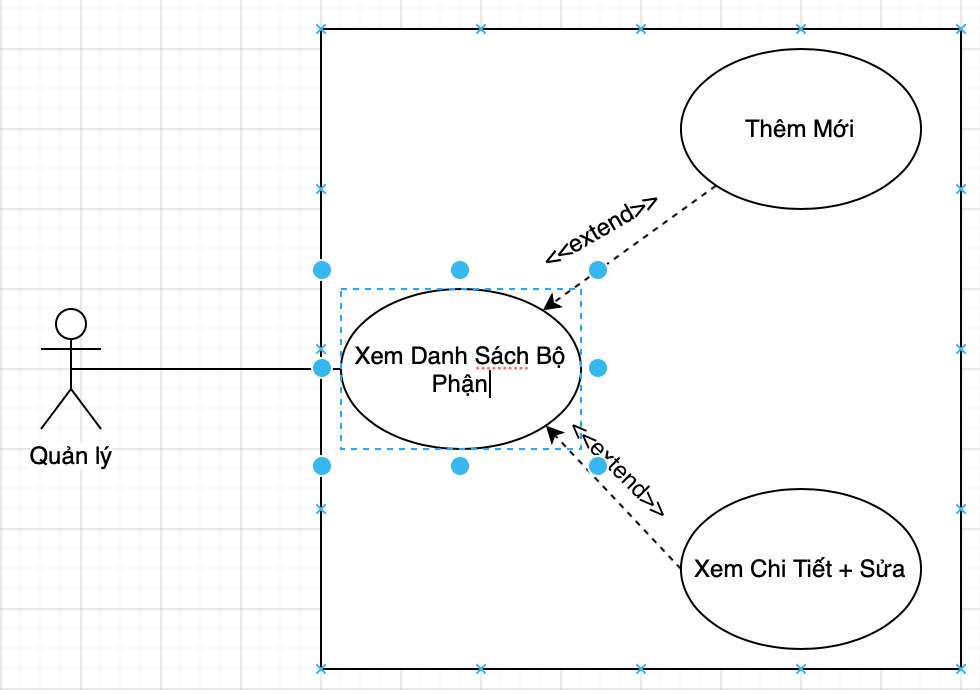 Thêm Mới
<<extend>>
Xem Danh Sách Bộ
Phận
Quản lý
<<extend>>
Xem Chi Tiết + Sửa